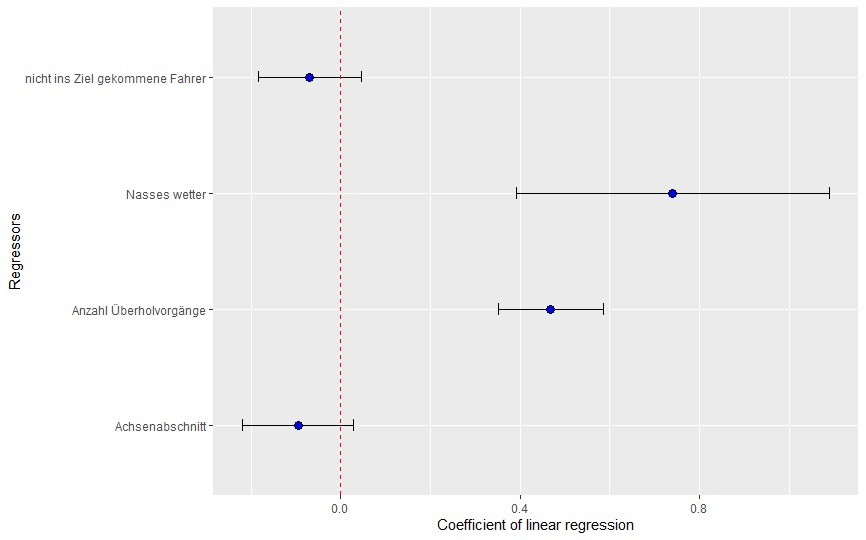 nicht ins Ziel gekommene Fahrer
Nasses wetter
Anzahl Überholvorgänge
Achsenabschnitt
Regressors
0.0
0.4
0.8
Coefficient of linear regression